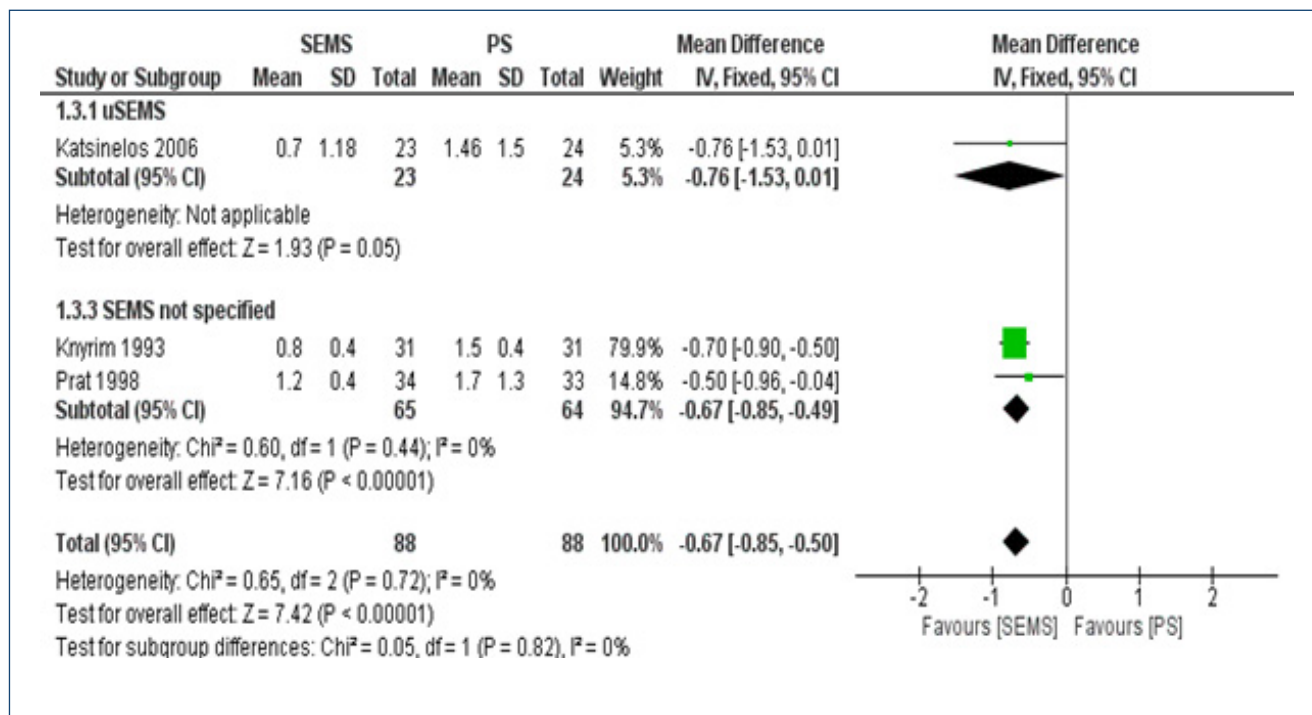 SEMS PS Mean Difference Mean Difference
Study or Subgroup Mean SD Total Mean SD Total Weight IV, Fixed, 95% CI IV, Fixed, 95% CI
1.3.1 uSEMS
Katsinelos 2006 0.7 1.18 23 1.46 1.5 24 5.3% -0.76 [-1.53, 0.01]
Subtotal (95% CI) 23 24 5.3% -0.76 [-1.53, 0.01]
Heterogeneity: Not applicable
Test for overall effect: Z = 1.93 (P = 0.05)
1.3.3 SEMS not specified
Knyrim 1993 0.8 0.4 31 1.5 0.4 31 79.9% -0.70 [-0.90, -0.50]
Prat 1998 1.2 0.4 34 1.7 1.3 33 14.8% -0.50 [-0.96, -0.04]
Subtotal (95% CI) 65 64 94.7% -0.67 [-0.85, -0.49]
Heterogeneity: Chi² = 0.60, df = 1 (P = 0.44); I² = 0%
Test for overall effect: Z = 7.16 (P < 0.00001)
Total (95% CI) 88 88 100.0% -0.67 [-0.85, -0.50]
Heterogeneity: Chi² = 0.65, df = 2 (P = 0.72); I² = 0%
Test for overall effect: Z = 7.42 (P < 0.00001)
Test for subgroup differences: Chi² = 0.05, df = 1 (P = 0.82), I² = 0%
-2 -1 0 1 2
Favours [SEMS] Favours [PS]